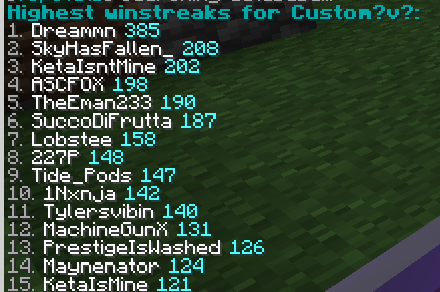 Highest winstreaks for Custom?v?:
1. Dreammn 385
2. SkyHasFallen_ 208
3. KetaIsntMine 202
4. ASCFOX 198
5. TheEman233 190
6. SuccoDiFrutta 187
7. Lobstee 158
8. 227P 148
9. Tide_Pods 147
10. 1Nxnja 142
11. Tylersvibin 140
12. MachineGunX 131
13. PrestigeIsWashed 126
14. Maynenator 124
15. KetaIsMine 121